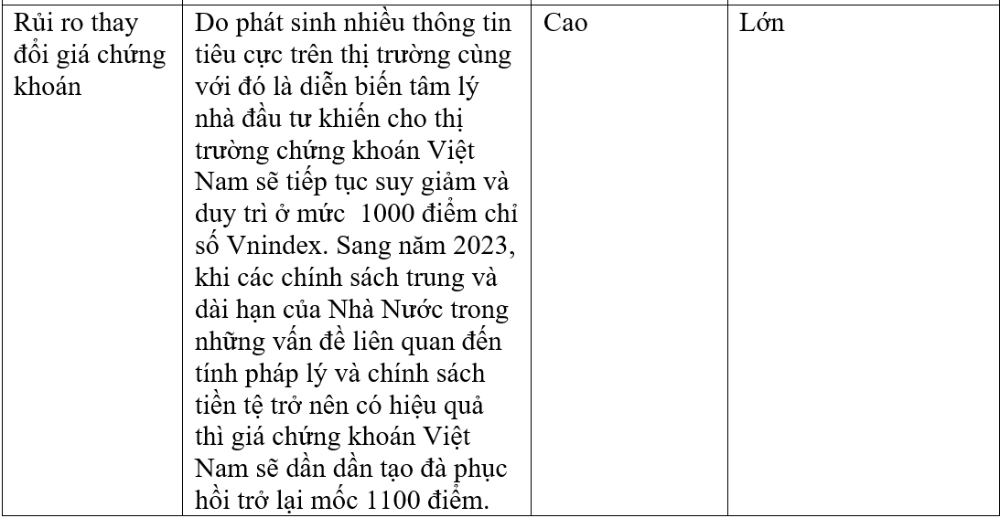 Rủi ro thay
đổi giá chứng
khoán
Do phát sinh nhiều thông tin
tiêu cực trên thị trường cùng
với đó là diễn biến tâm lý
nhà đầu tư khiến cho thị
trường chứng khoán Việt
Nam sẽ tiếp tục suy giảm và
duy trì ở mức  1000 điểm chỉ
số Vnindex. Sang năm 2023,
khi các chính sách trung và
dài hạn của Nhà Nước trong
những vấn đề liên quan đến
tính pháp lý và chính sách
tiền tệ trở nên có hiệu quả
thì giá chứng khoán Việt
Nam sẽ dần dần tạo đà phục
hồi trở lại mốc 1100 điểm.
Cao
Lớn